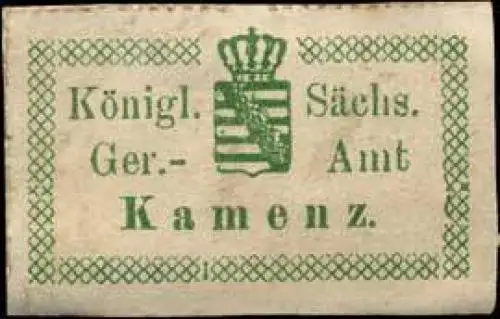 Königl. Sächs.
Ger.- Amt
Kamenz.